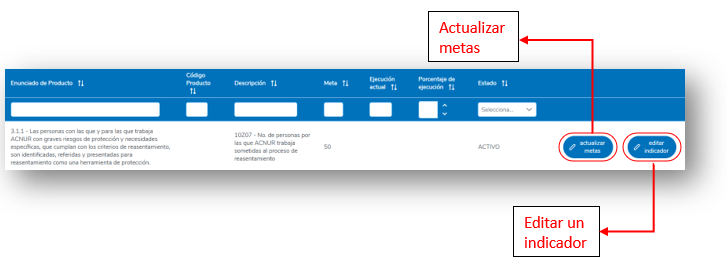 Actualizar
metas
Enunciado de Producto
Código
Producto
Descripción
Meta
Ejecución
actual
Porcentaje de
ejecución
Estado
Selecciona...
3.1.1 - Las personas con las que y para las que trabaja
ACNUR con graves riesgos de protección y necesidades
específicas, que cumplan con los criterios de reasentamiento,
son identificadas, referidas y presentadas para
reasentamiento como una herramienta de protección.
10Z07 - No. de personas por
las que ACNUR trabaja
sometidas al proceso de
reasentamiento
50
ACTIVO
actualizar
metas
editar
indicador
Editar un
indicador